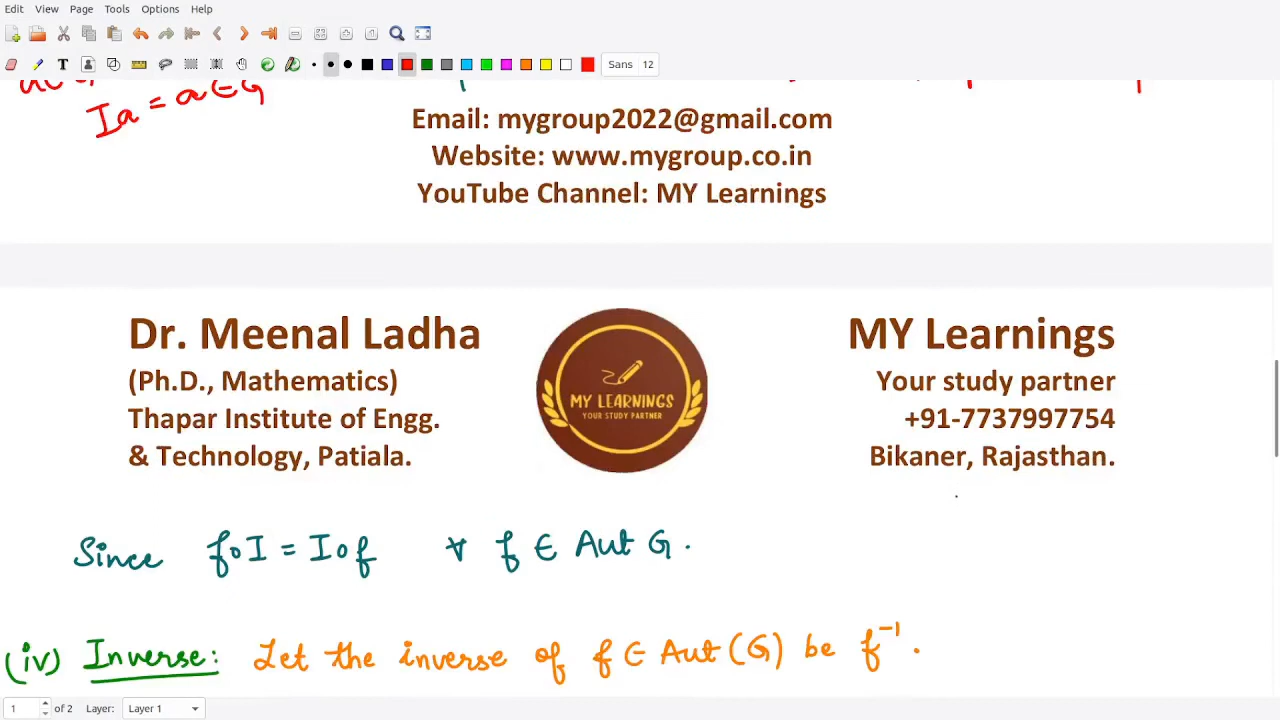 Edit View Page Tools Options Help
Sans 12
Ia = a ∈ G
Email: mygroup2022@gmail.com
Website: www.mygroup.co.in
YouTube Channel: MY Learnings
Dr. Meenal Ladha
(Ph.D., Mathematics)
Thapar Institute of Engg.
& Technology, Patiala.
MY LEARNINGS
YOUR STUDY PARTNER
MY Learnings
Your study partner
+91-7737997754
Bikaner, Rajasthan.
Since f∘I = I∘f ∀ f ∈ Aut G.
(iv) Inverse: Let the inverse of f ∈ Aut(G) be f⁻¹.
1 of 2 Layer: Layer 1